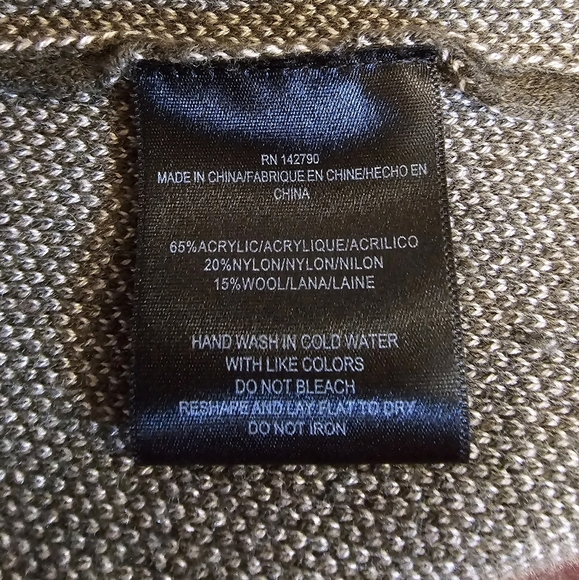 RN 142790
MADE IN CHINA/FABRIQUE EN CHINE/HECHO EN
CHINA
65%ACRYLIC/ACRYLIQUE/ACRILICO
20%NYLON/NYLON/NILON
15%WOOL/LANA/LAINE
HAND WASH IN COLD WATER
WITH LIKE COLORS
DO NOT BLEACH
RESHAPE AND LAY FLAT TO DRY
DO NOT IRON